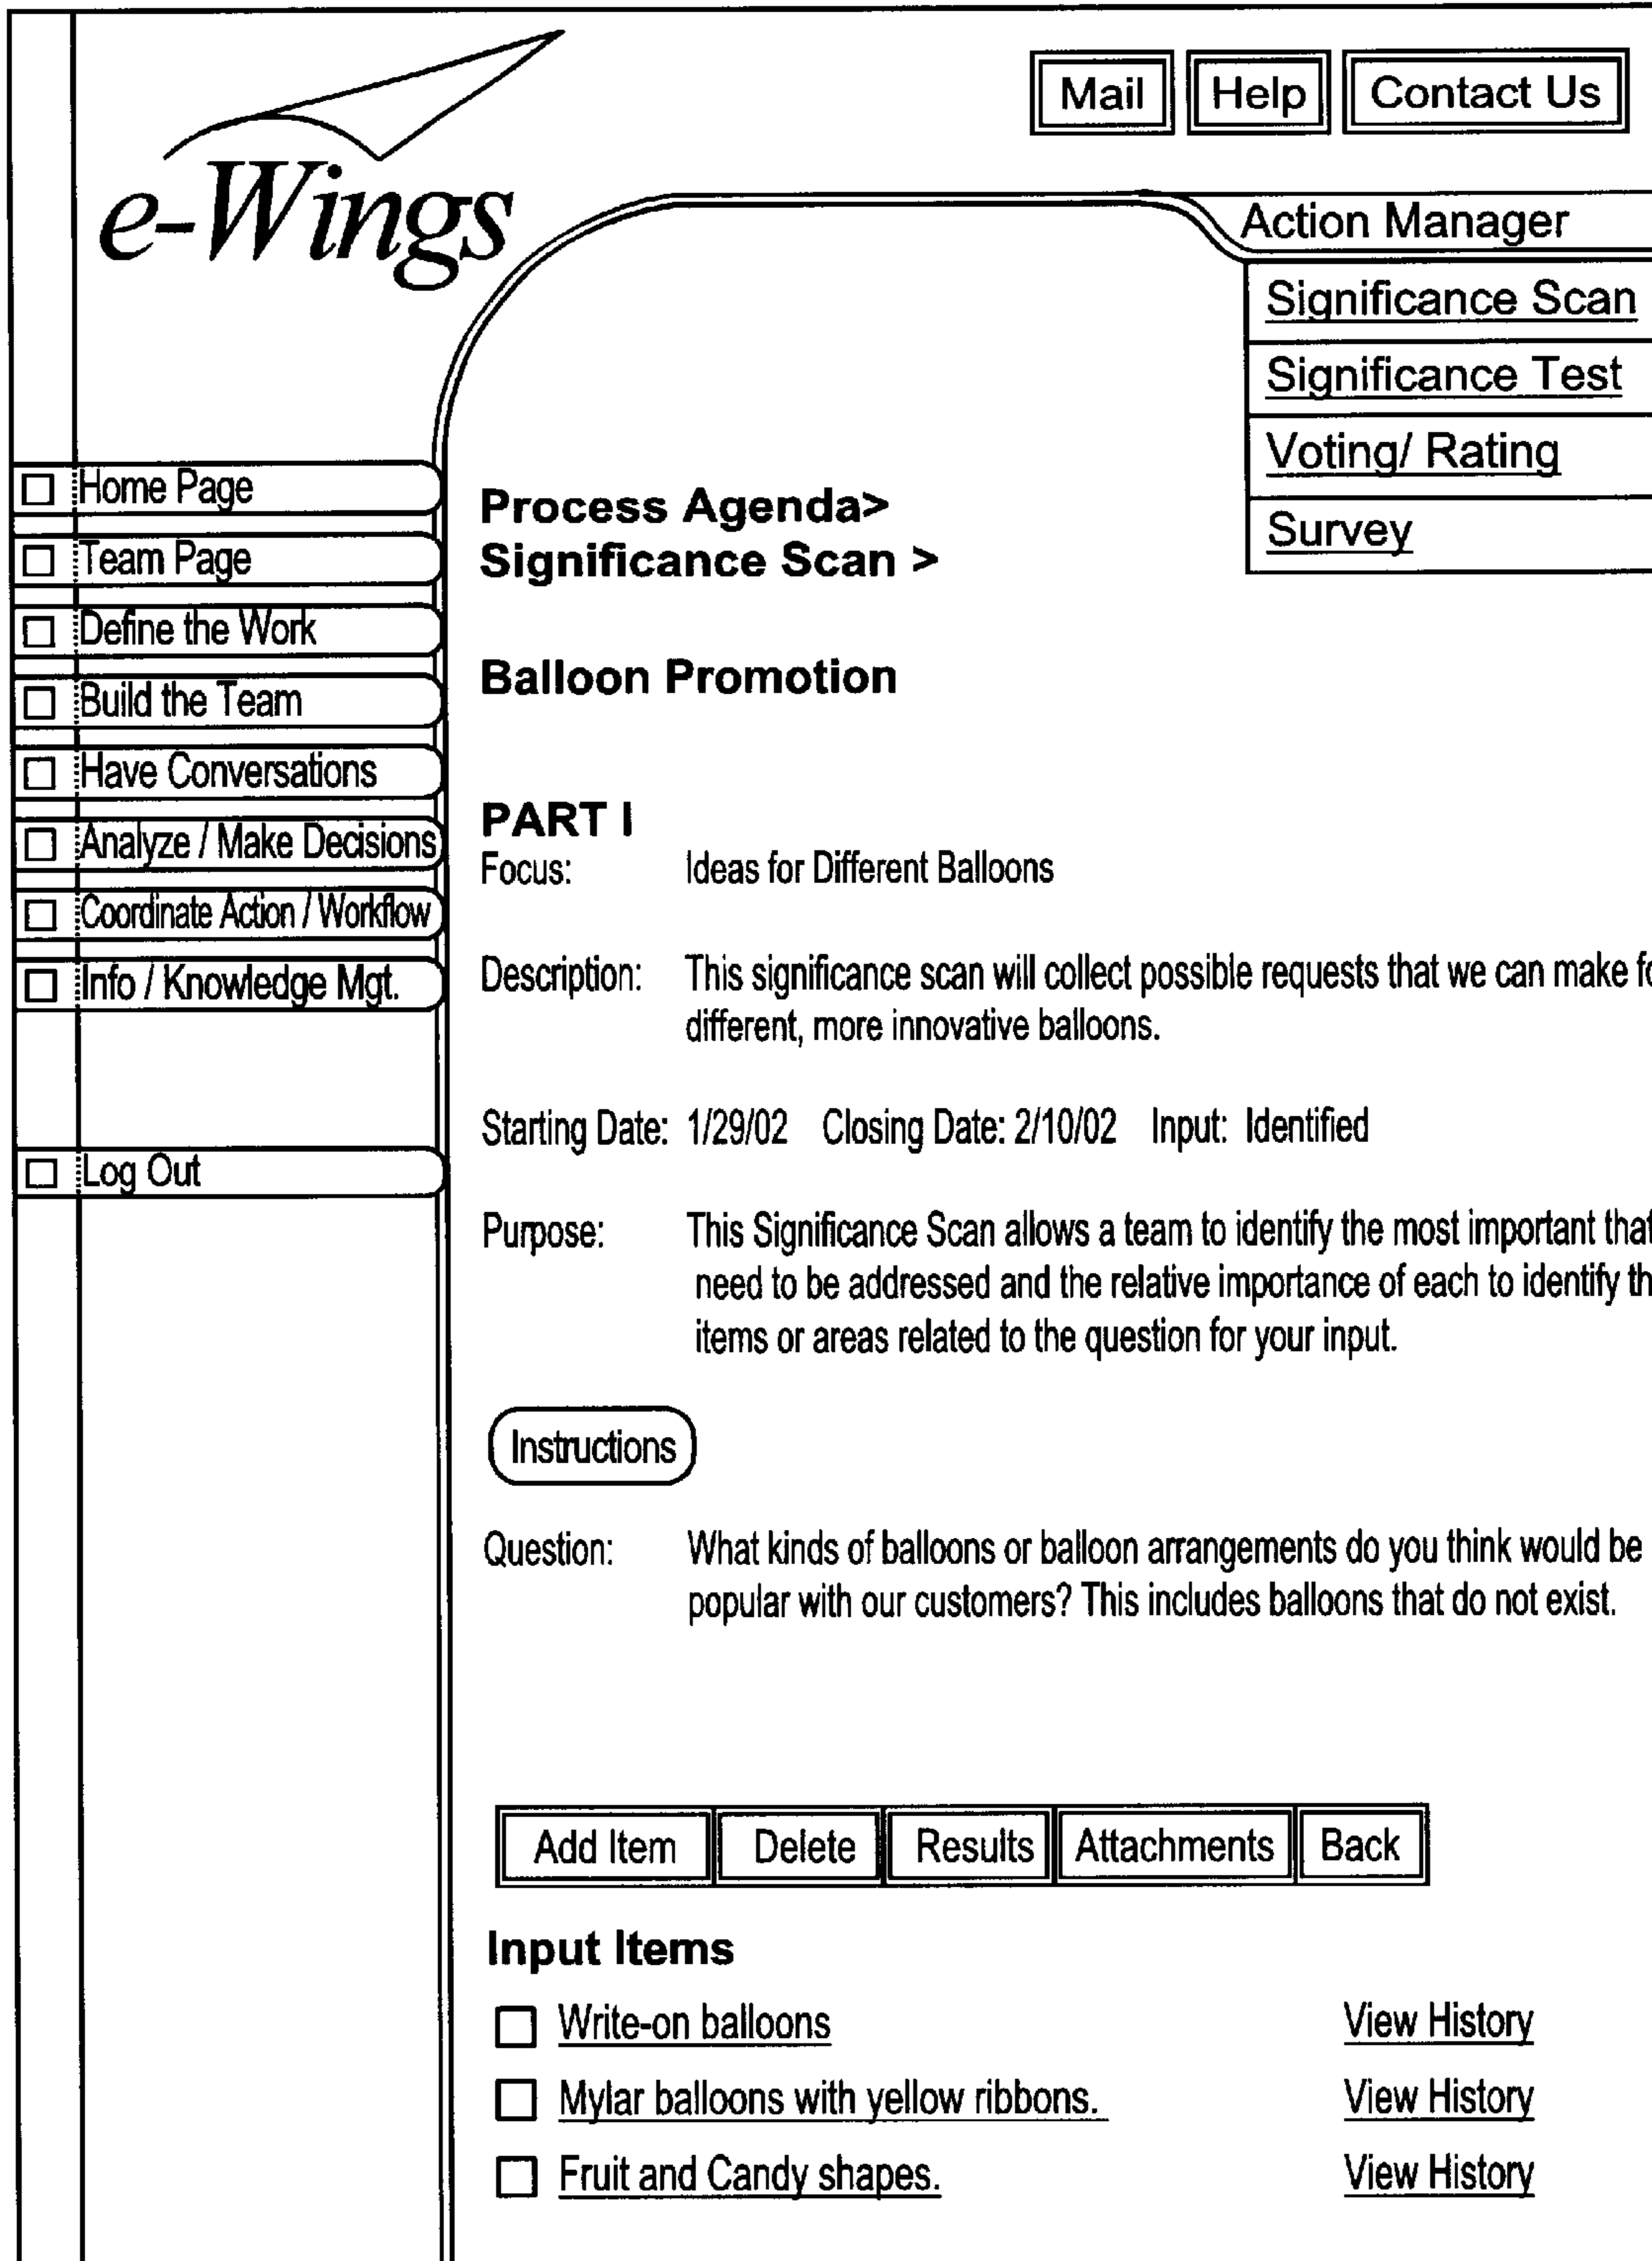 e-Wings
Mail Help Contact Us
Action Manager
Significance Scan
Significance Test
Voting/ Rating
Survey
Home Page
Team Page
Define the Work
Build the Team
Have Conversations
Analyze / Make Decisions
Coordinate Action / Workflow
Info / Knowledge Mgt.
Log Out
Process Agenda>
Significance Scan >
Balloon Promotion
PART I
Focus: Ideas for Different Balloons
Description: This significance scan will collect possible requests that we can make
different, more innovative balloons.
Starting Date: 1/29/02 Closing Date: 2/10/02 Input: Identified
Purpose: This Significance Scan allows a team to identify the most important that
need to be addressed and the relative importance of each to identify
items or areas related to the question for your input.
Instructions
Question: What kinds of balloons or balloon arrangements do you think would be
popular with our customers? This includes balloons that do not exist.
Add Item Delete Results Attachments Back
Input Items
Write-on balloons View History
Mylar balloons with yellow ribbons. View History
Fruit and Candy shapes. View History